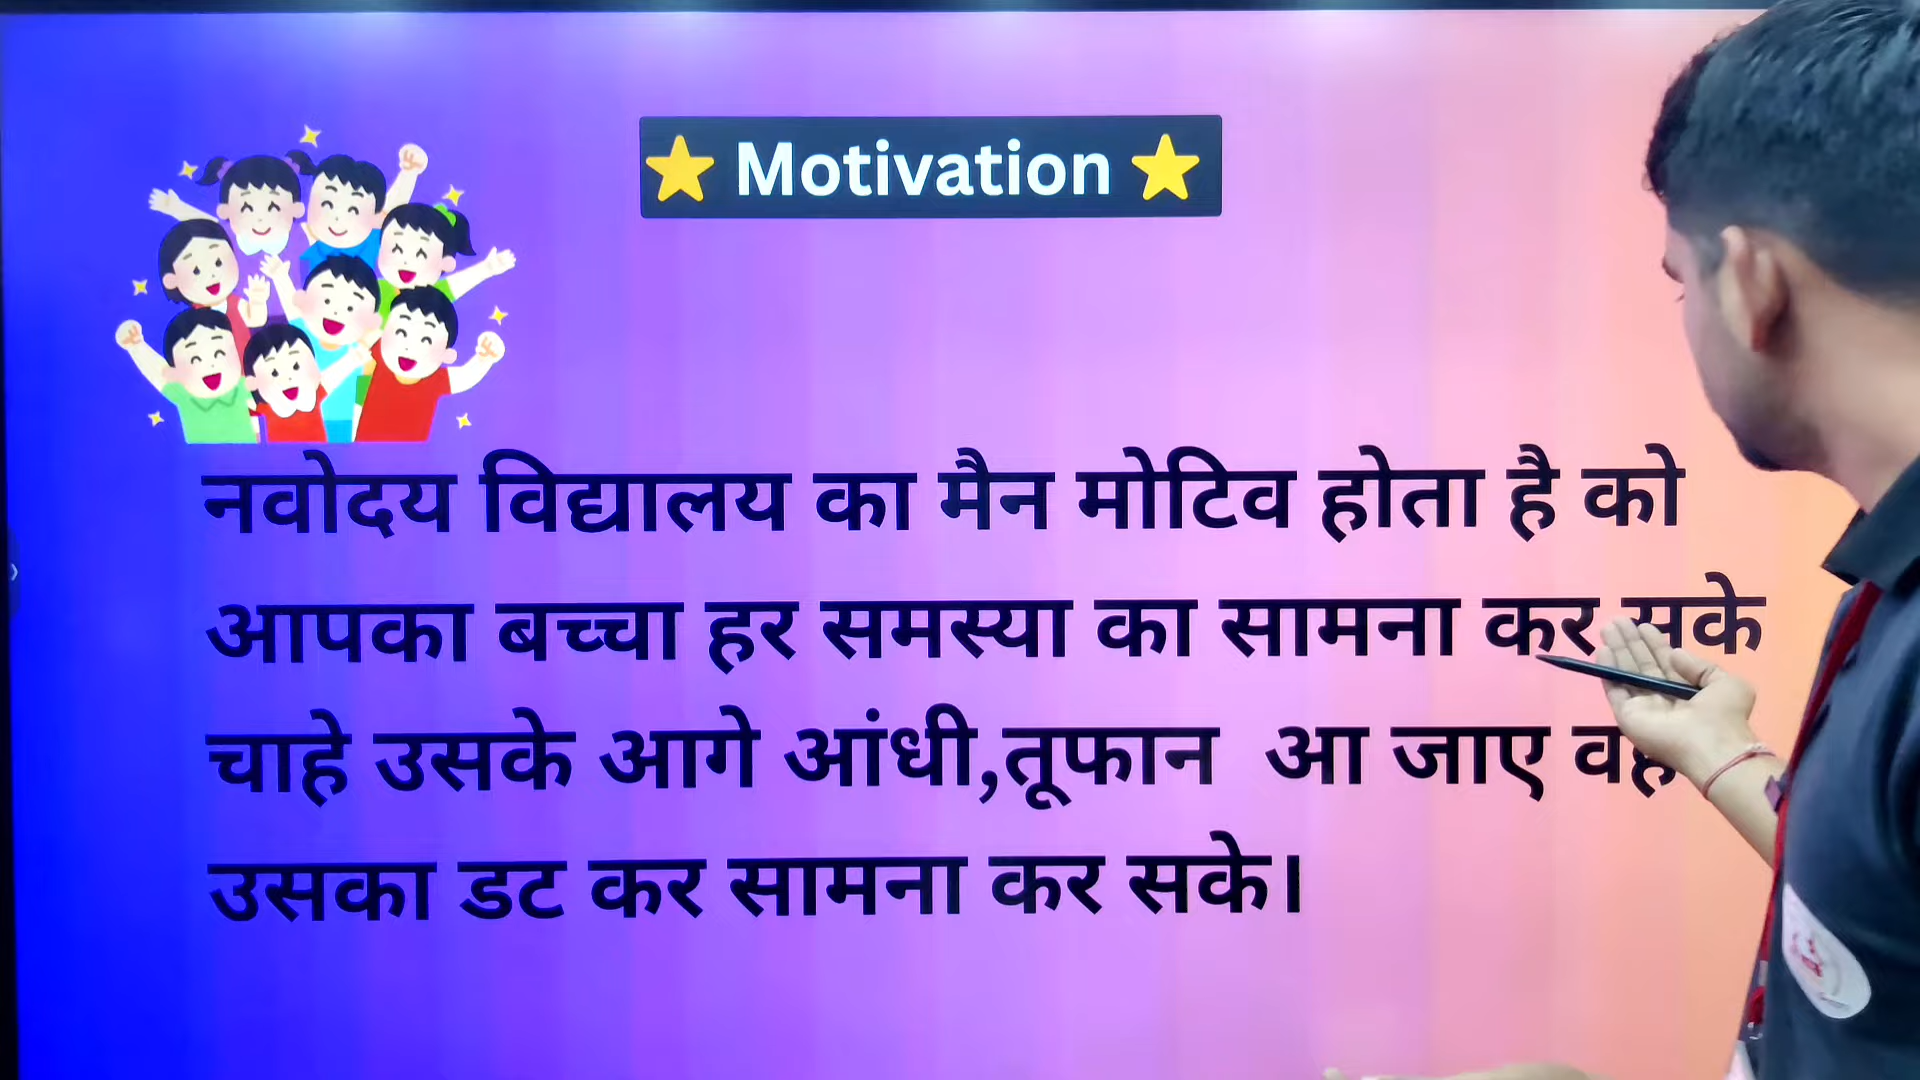 Motivation
नवोदय विद्यालय का मैन मोटिव होता है को
आपका बच्चा हर समस्या का सामना कर सके
चाहे उसके आगे आंधी,तूफान आ जाए वह
उसका डट कर सामना कर सके।